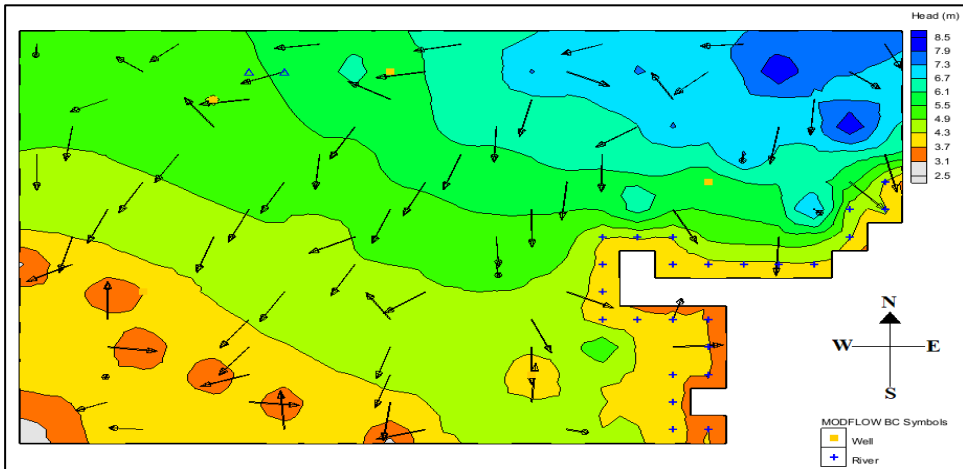 Head (m)
8.5
7.9
7.3
6.7
6.1
5.5
4.9
4.3
3.7
3.1
2.5
N
W E
S
MODFLOW BC Symbols
Well
River